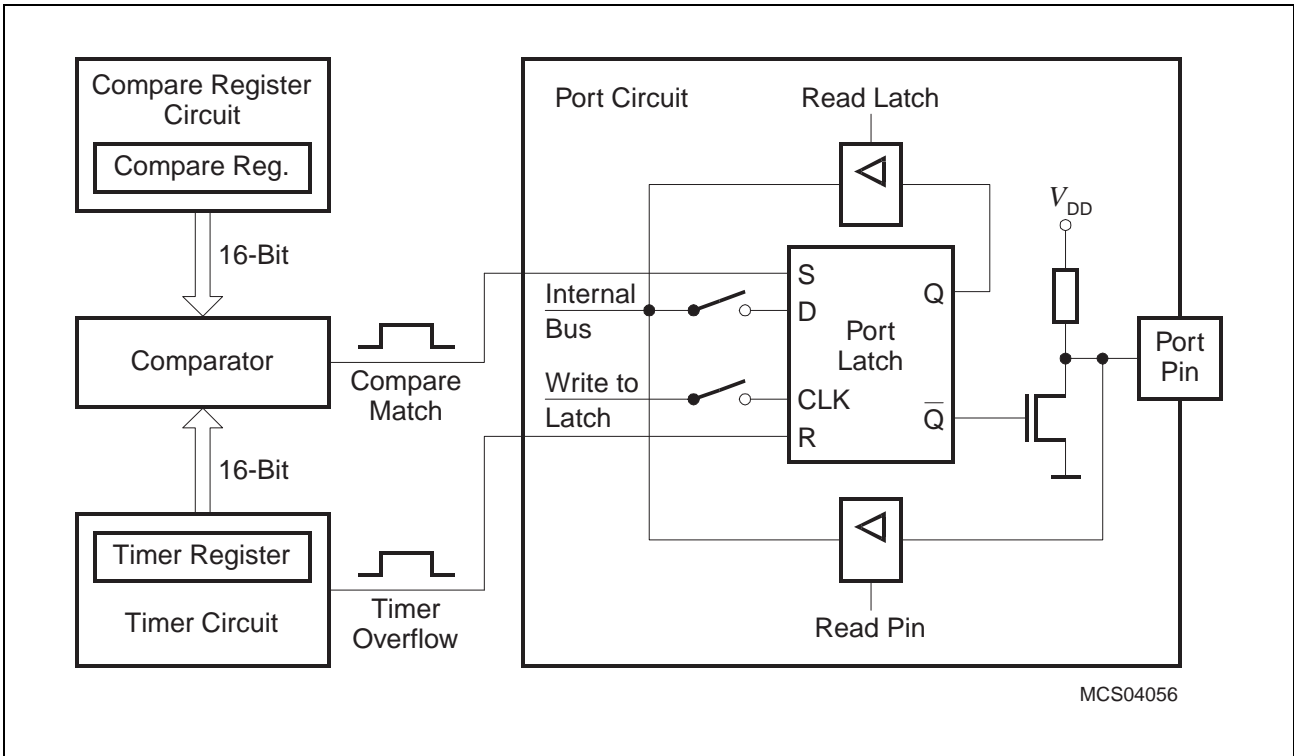 Compare Register
Circuit
Compare Reg.
16-Bit
Comparator
Compare
Match
16-Bit
Timer Register
Timer Circuit
Timer
Overflow
Port Circuit
Read Latch
V_DD
Internal
Bus
Write to
Latch
S
D
CLK
R
Port
Latch
Q
Q̅
Port
Pin
Read Pin
MCS04056